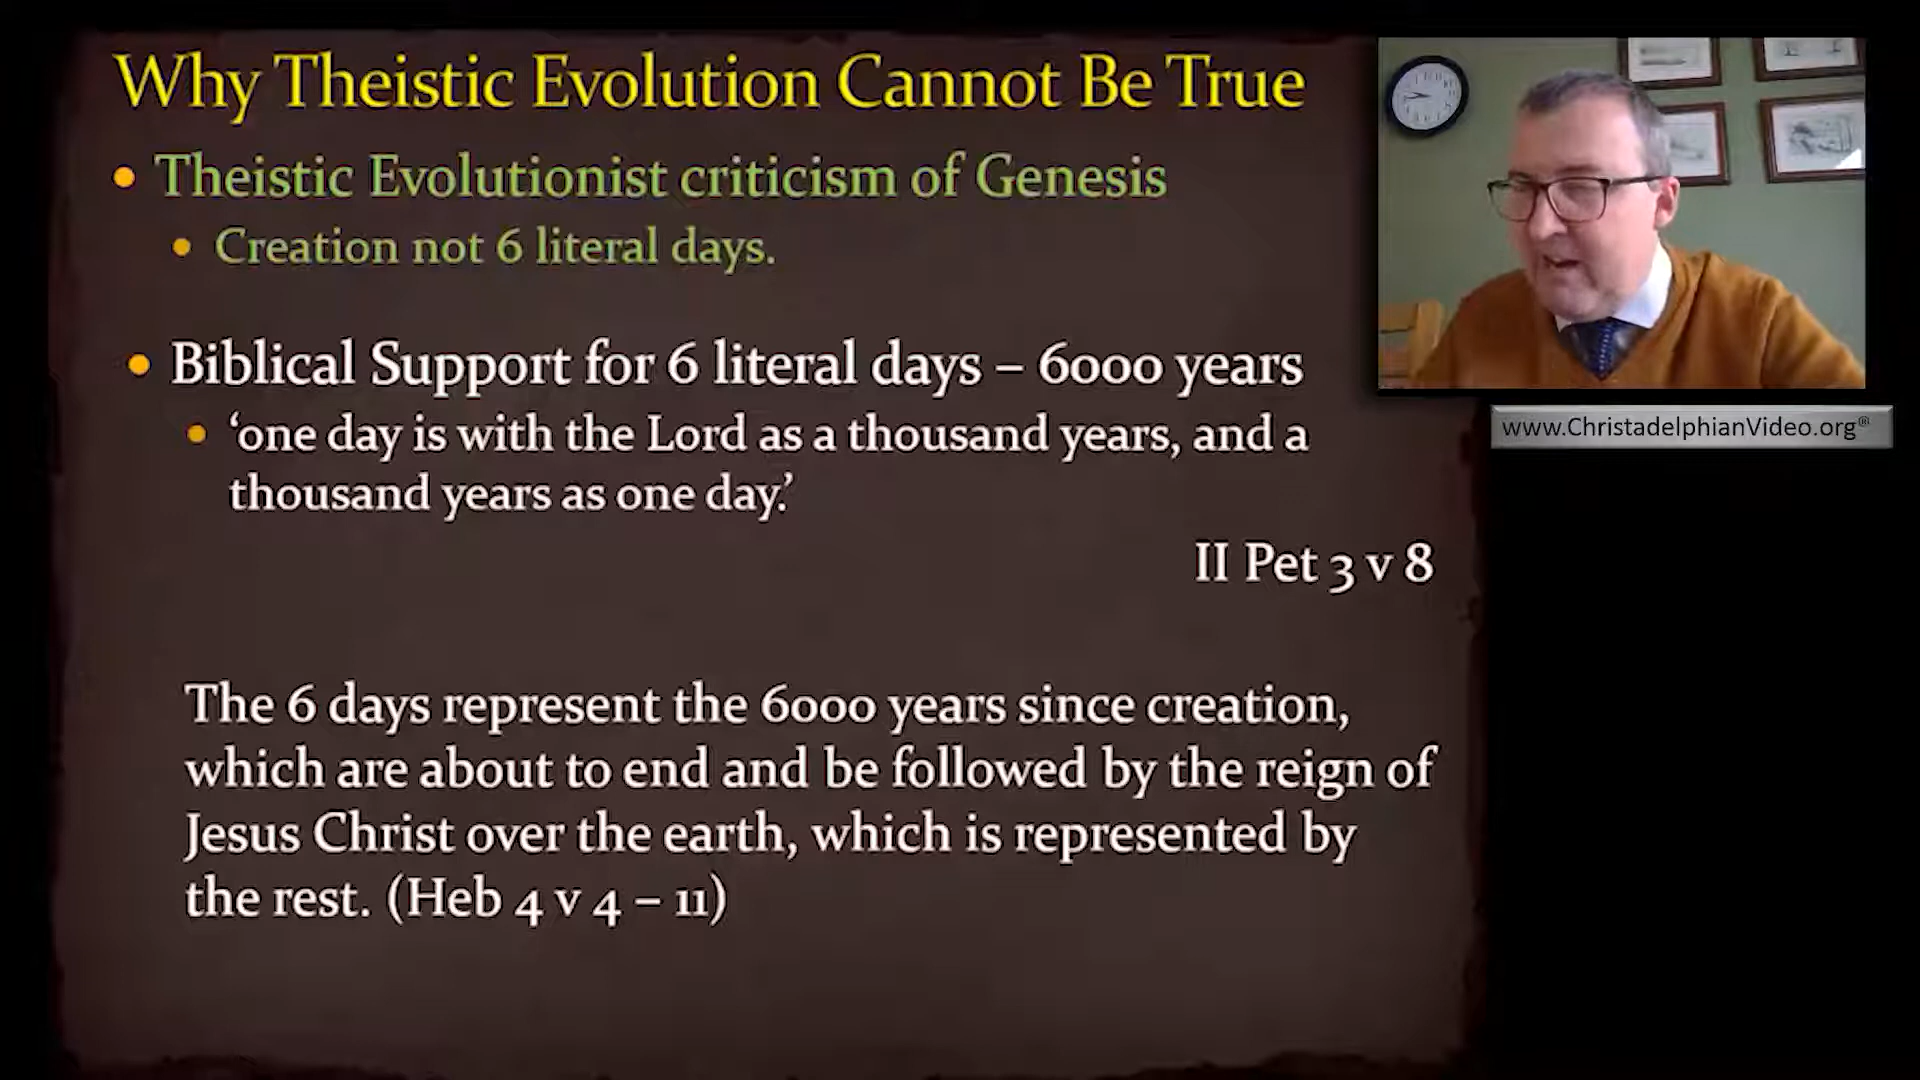 Why Theistic Evolution Cannot Be True
• Theistic Evolutionist criticism of Genesis
• Creation not 6 literal days.
• Biblical Support for 6 literal days – 6000 years
• ‘one day is with the Lord as a thousand years, and a
thousand years as one day.’
II Pet 3 v 8
The 6 days represent the 6000 years since creation,
which are about to end and be followed by the reign of
Jesus Christ over the earth, which is represented by
the rest. (Heb 4 v 4 – 11)
www.ChristadelphianVideo.org®